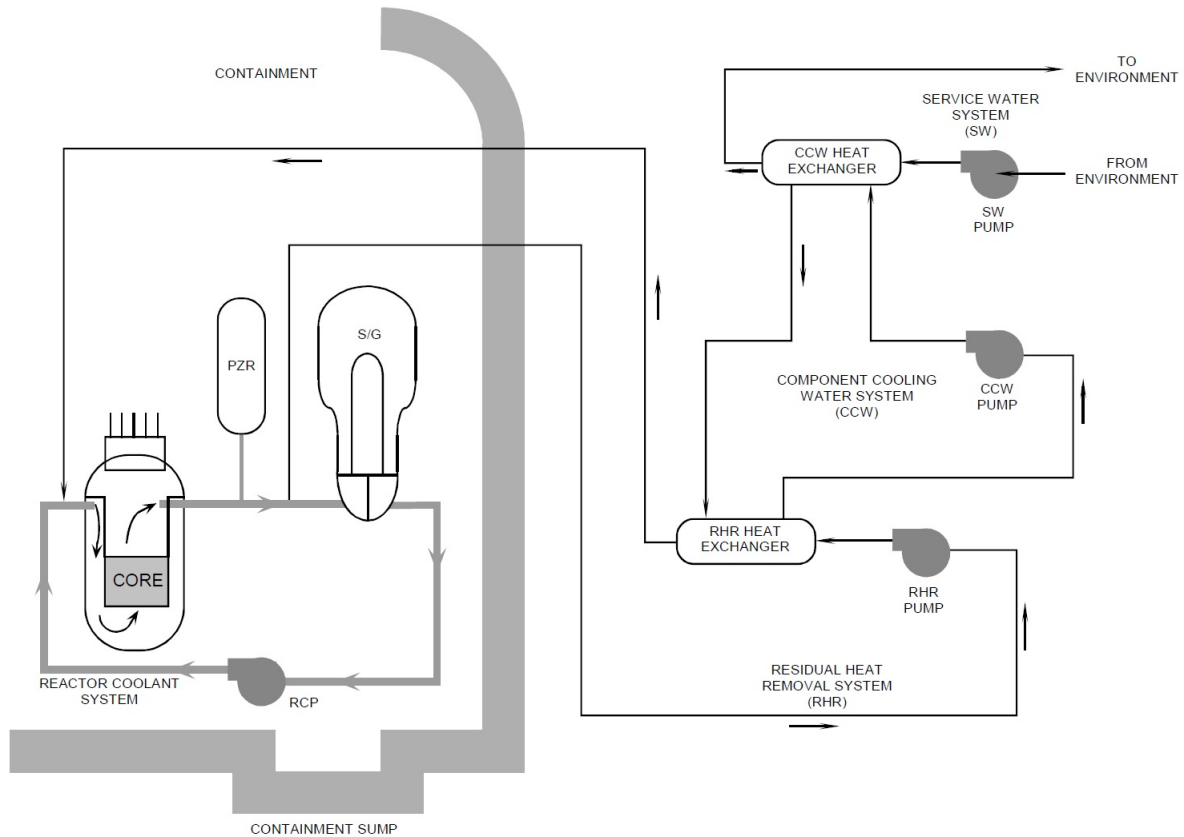 CONTAINMENT
TO
ENVIRONMENT
SERVICE WATER
SYSTEM
(SW)
CCW HEAT
EXCHANGER
FROM
ENVIRONMENT
SW
PUMP
S/G
PZR
CCW
PUMP
COMPONENT COOLING
WATER SYSTEM
(CCW)
RHR HEAT
EXCHANGER
CORE
RHR
PUMP
REACTOR COOLANT
SYSTEM
RCP
RESIDUAL HEAT
REMOVAL SYSTEM
(RHR)
CONTAINMENT SUMP